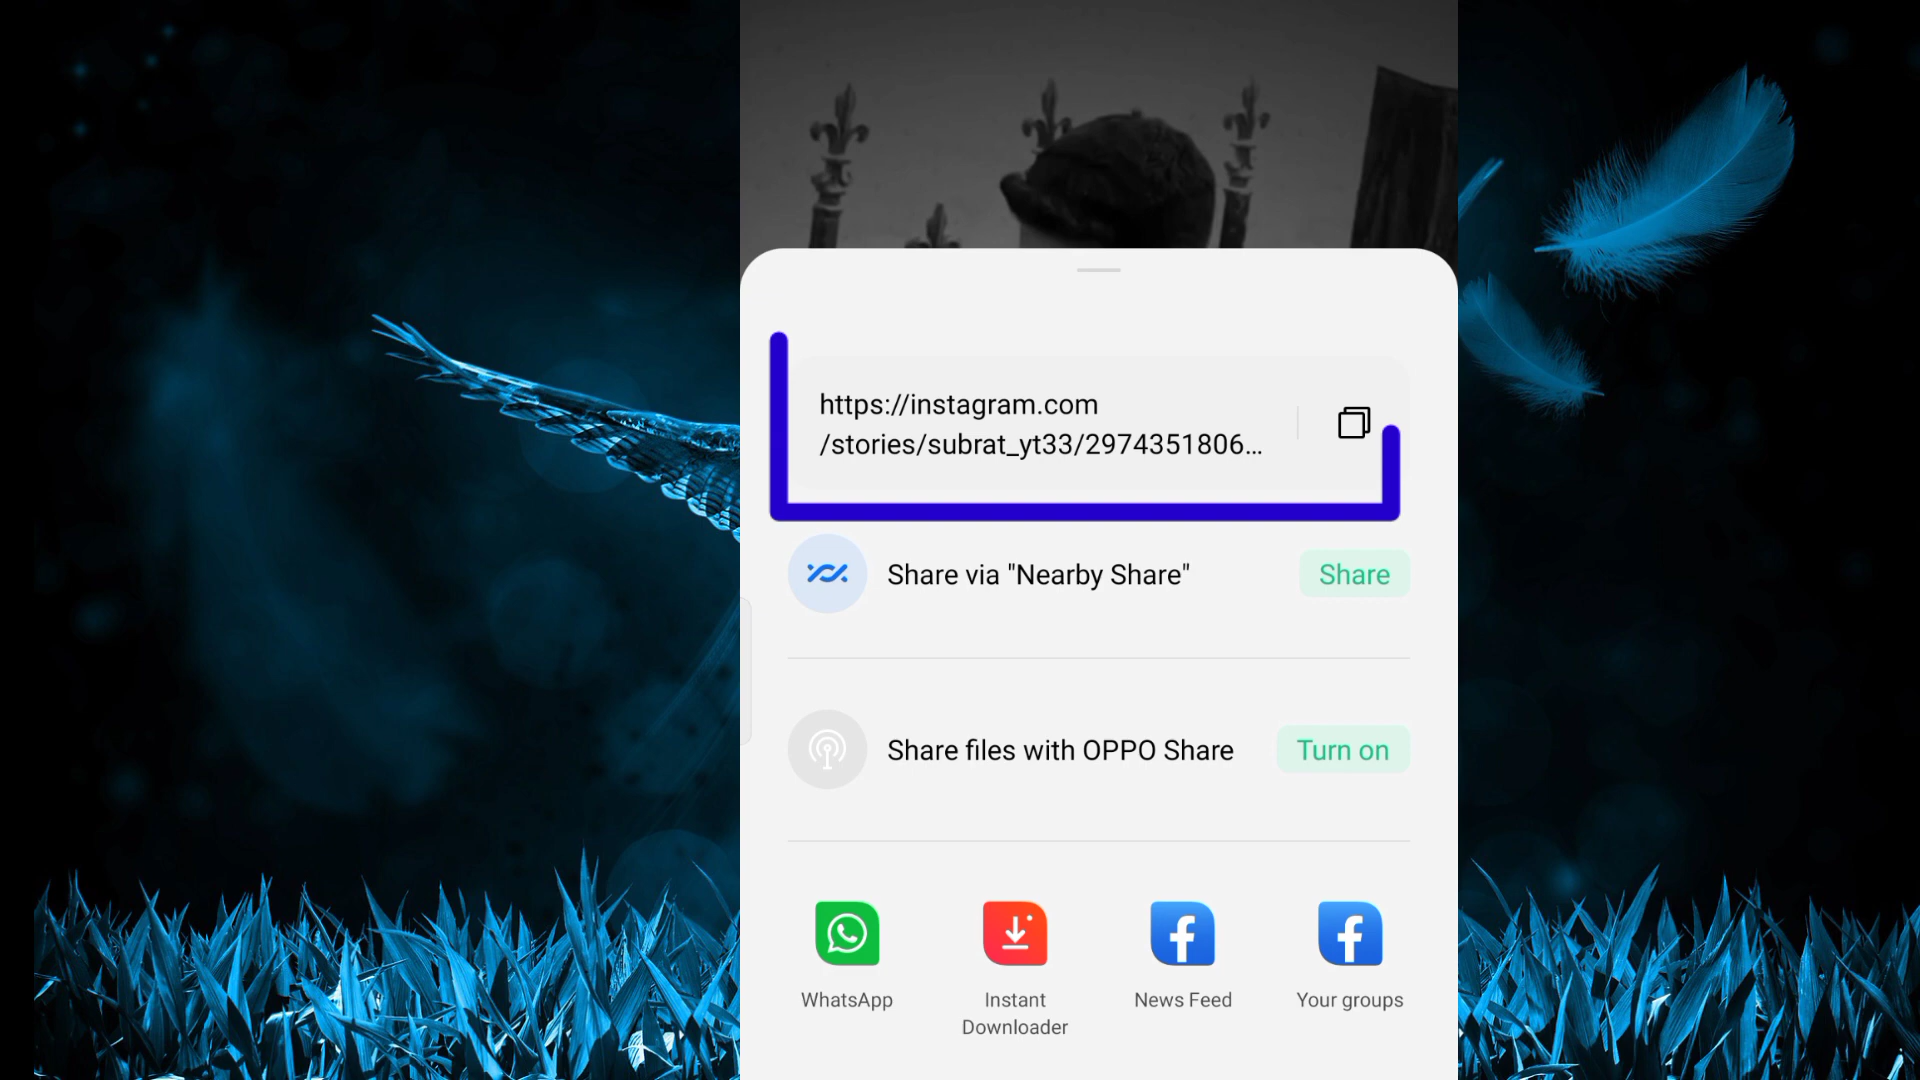 https://instagram.com
/stories/subrat_yt33/2974351806...
Share via "Nearby Share"
Share
Share files with OPPO Share
Turn on
WhatsApp
Instant
Downloader
News Feed
Your groups